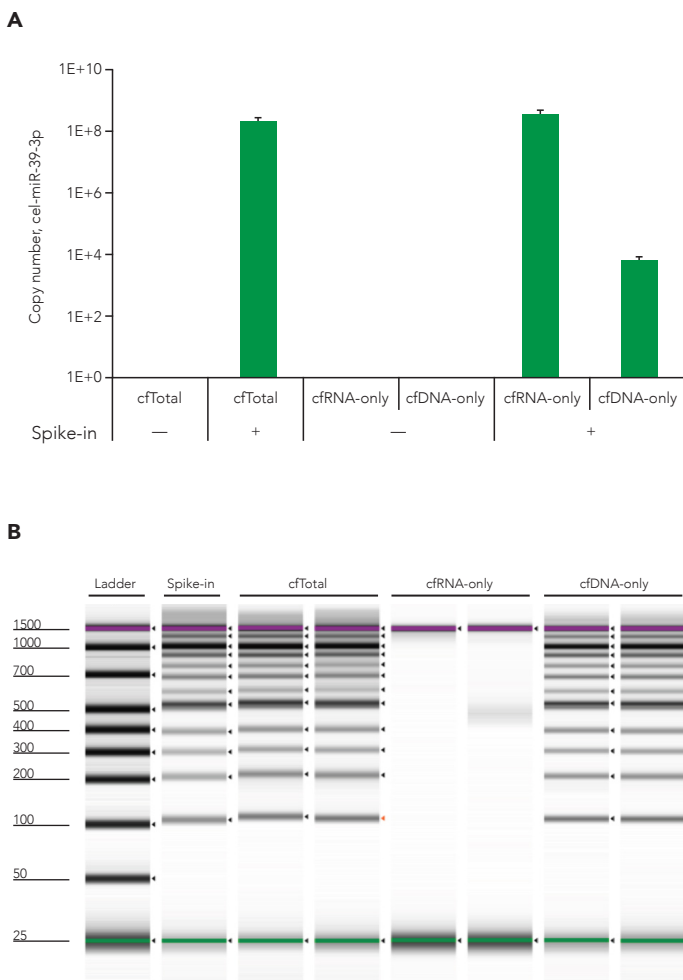 A
1E+10
1E+8
1E+6
1E+4
1E+2
1E+0
Copy number, cel-miR-39-3p
cfTotal cfTotal cfRNA-only cfDNA-only cfRNA-only cfDNA-only
Spike-in — + — +
B
Ladder Spike-in cfTotal cfRNA-only cfDNA-only
1500
1000
700
500
400
300
200
100
50
25